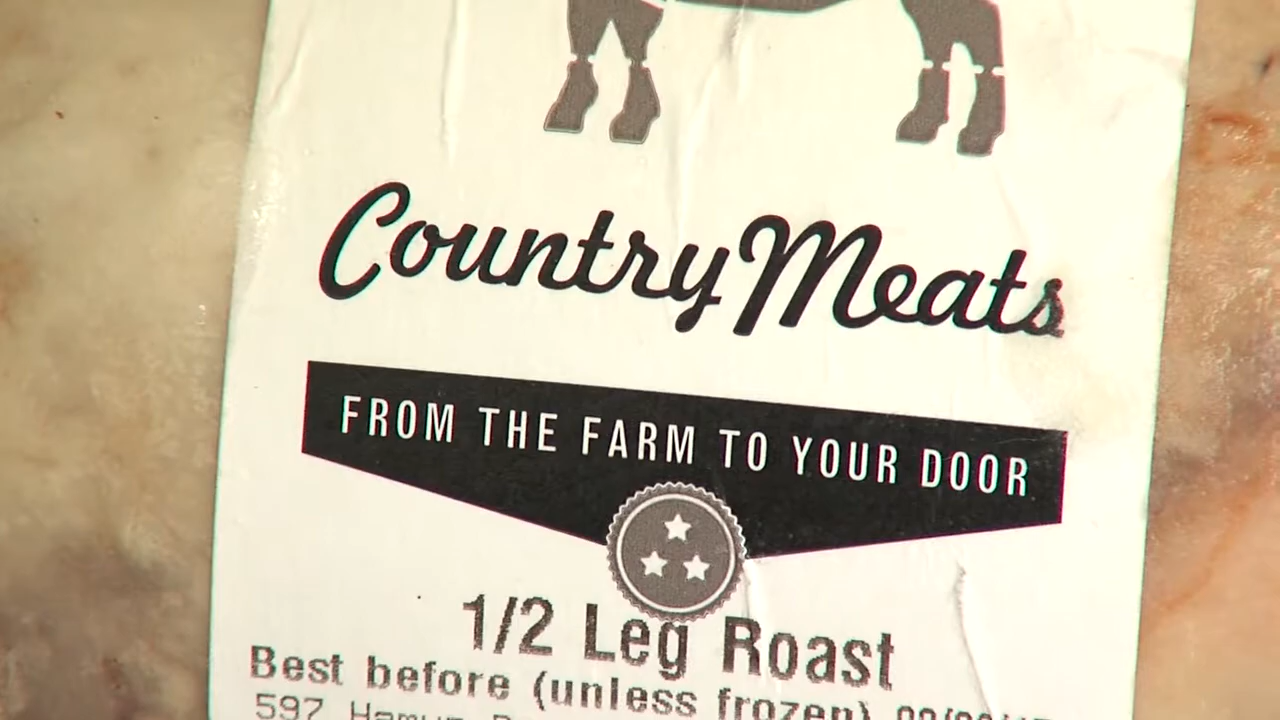 Country Meats
FROM THE FARM TO YOUR DOOR
1/2 Leg Roast
Best before (unless frozen)
597